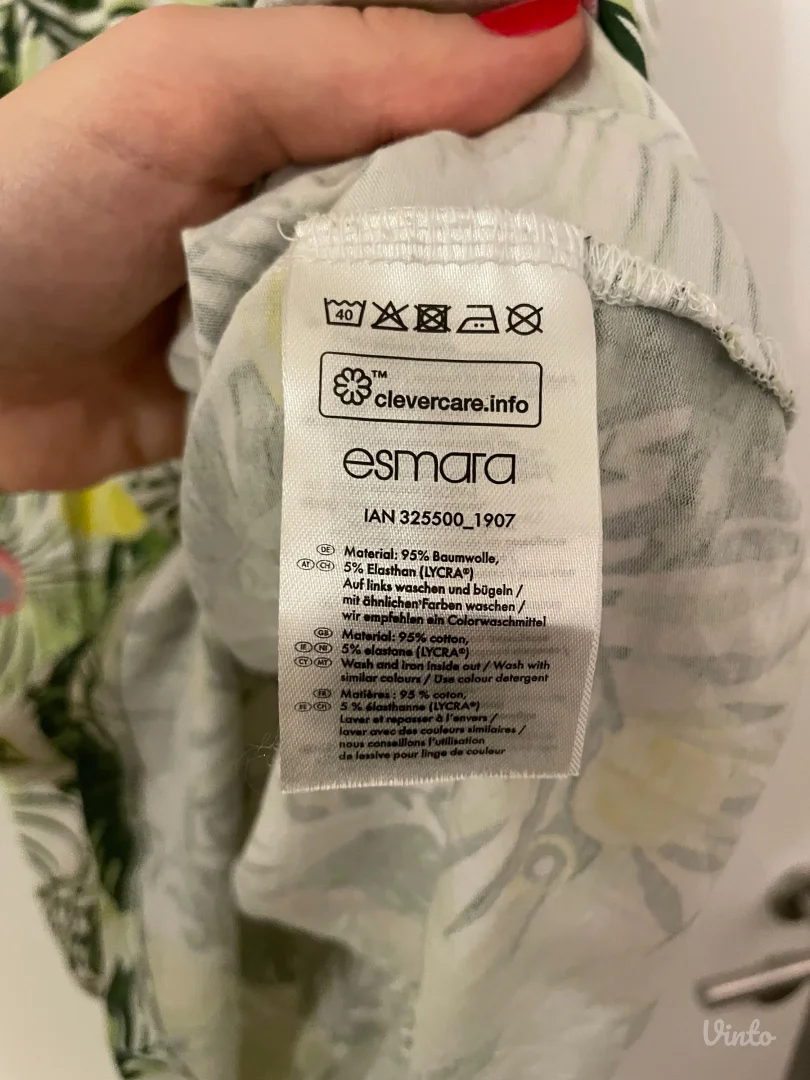 40
™
clevercare.info
esmara
IAN 325500_1907
DE Material: 95% Baumwolle,
AT CH 5% Elasthan (LYCRA®)
Auf links waschen und bügeln /
mit ähnlichen Farben waschen /
wir empfehlen ein Colorwaschmittel
GB Material: 95% cotton,
IE NI 5% elastane (LYCRA®)
CY MT Wash and iron inside out / Wash with
similar colours / Use colour detergent
FR Matières : 95 % coton,
BE CH 5 % élasthanne (LYCRA®)
Laver et repasser à l'envers /
laver avec des couleurs similaires /
nous conseillons l'utilisation
de lessive pour linge de couleur
Vinto